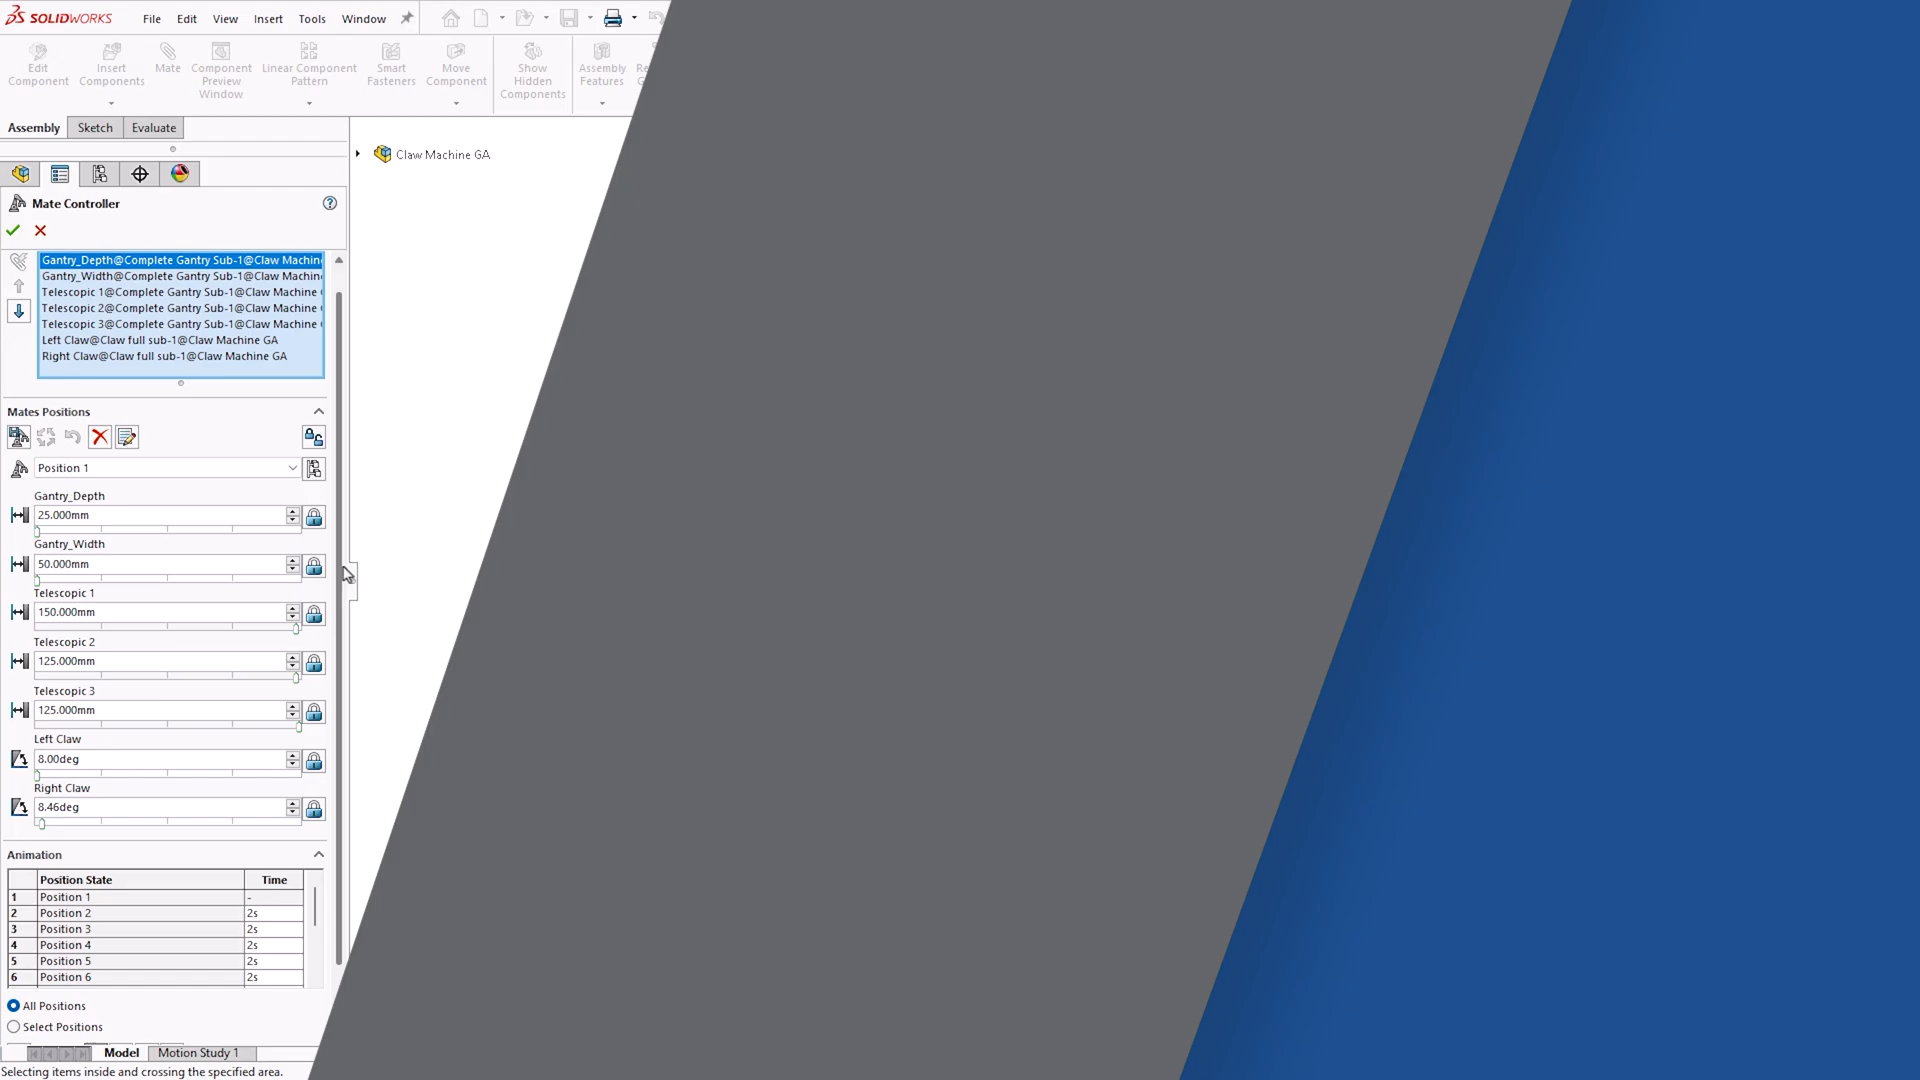 SOLIDWORKS File Edit View Insert Tools Window
Edit Component
Insert Components
Mate
Component Preview Window
Linear Component Pattern
Smart Fasteners
Move Component
Show Hidden Components
Assembly Features
Assembly Sketch Evaluate
Claw Machine GA
Mate Controller
Gantry_Depth@Complete Gantry Sub-1@Claw Machin
Gantry_Width@Complete Gantry Sub-1@Claw Machin
Telescopic 1@Complete Gantry Sub-1@Claw Machine
Telescopic 2@Complete Gantry Sub-1@Claw Machine
Telescopic 3@Complete Gantry Sub-1@Claw Machine
Left Claw@Claw full sub-1@Claw Machine GA
Right Claw@Claw full sub-1@Claw Machine GA
Mates Positions
Position 1
Gantry_Depth
25.000mm
Gantry_Width
50.000mm
Telescopic 1
150.000mm
Telescopic 2
125.000mm
Telescopic 3
125.000mm
Left Claw
8.00deg
Right Claw
8.46deg
Animation
Position State Time
1 Position 1 -
2 Position 2 2s
3 Position 3 2s
4 Position 4 2s
5 Position 5 2s
6 Position 6 2s
All Positions
Select Positions
Model Motion Study 1
Selecting items inside and crossing the specified area.